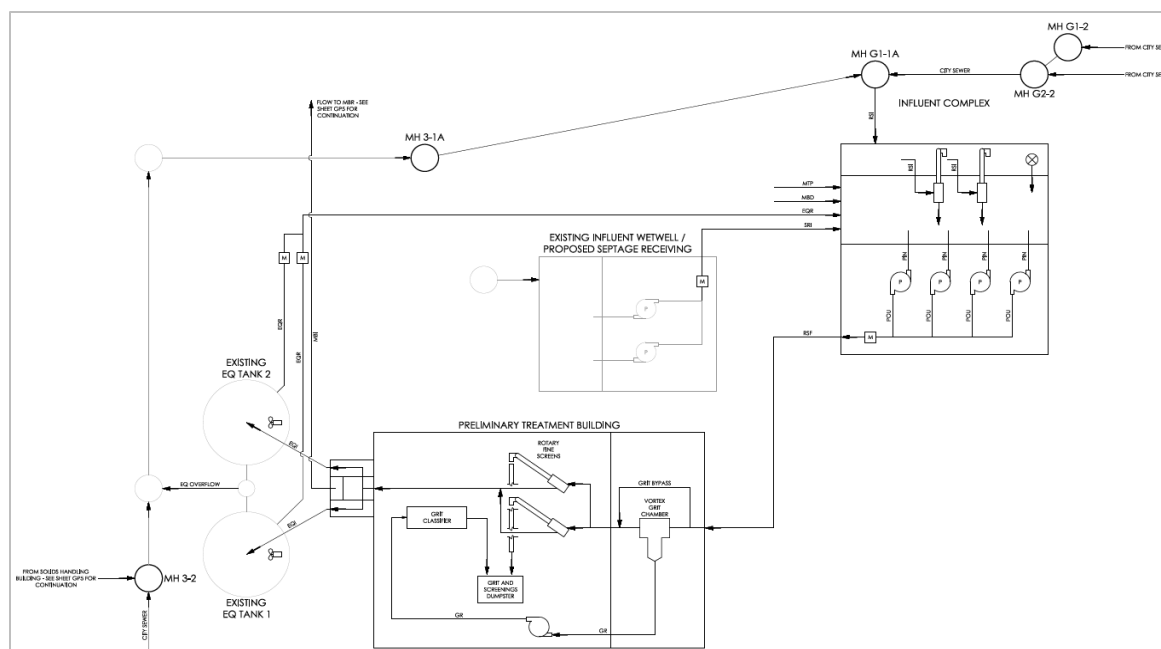 MH G1-2
FROM CITY SE
MH G1-1A
CITY SEWER
FROM CITY SE
MH G2-2
INFLUENT COMPLEX
FLOW TO MBR - SEE
SHEET GPS FOR
CONTINUATION
MH 3-1A
RSI
RSI
RSI
MTP
MBD
EQR
SRI
EXISTING INFLUENT WETWELL /
PROPOSED SEPTAGE RECEIVING
M
M
M
PIN
PIN
PIN
PIN
P
P
P
P
P
P
POU
POU
POU
POU
EQR
EQR
MBI
RSF
M
EXISTING
EQ TANK 2
EQI
PRELIMINARY TREATMENT BUILDING
ROTARY
FINE
SCREENS
GRIT BYPASS
VORTEX
GRIT
CHAMBER
EQ OVERFLOW
GRIT
CLASSIFIER
EQI
FROM SOLIDS HANDLING
BUILDING - SEE SHEET GPS FOR
CONTINUATION
MH 3-2
GRIT AND
SCREENINGS
DUMPSTER
EXISTING
EQ TANK 1
GR
GR
CITY SEWER